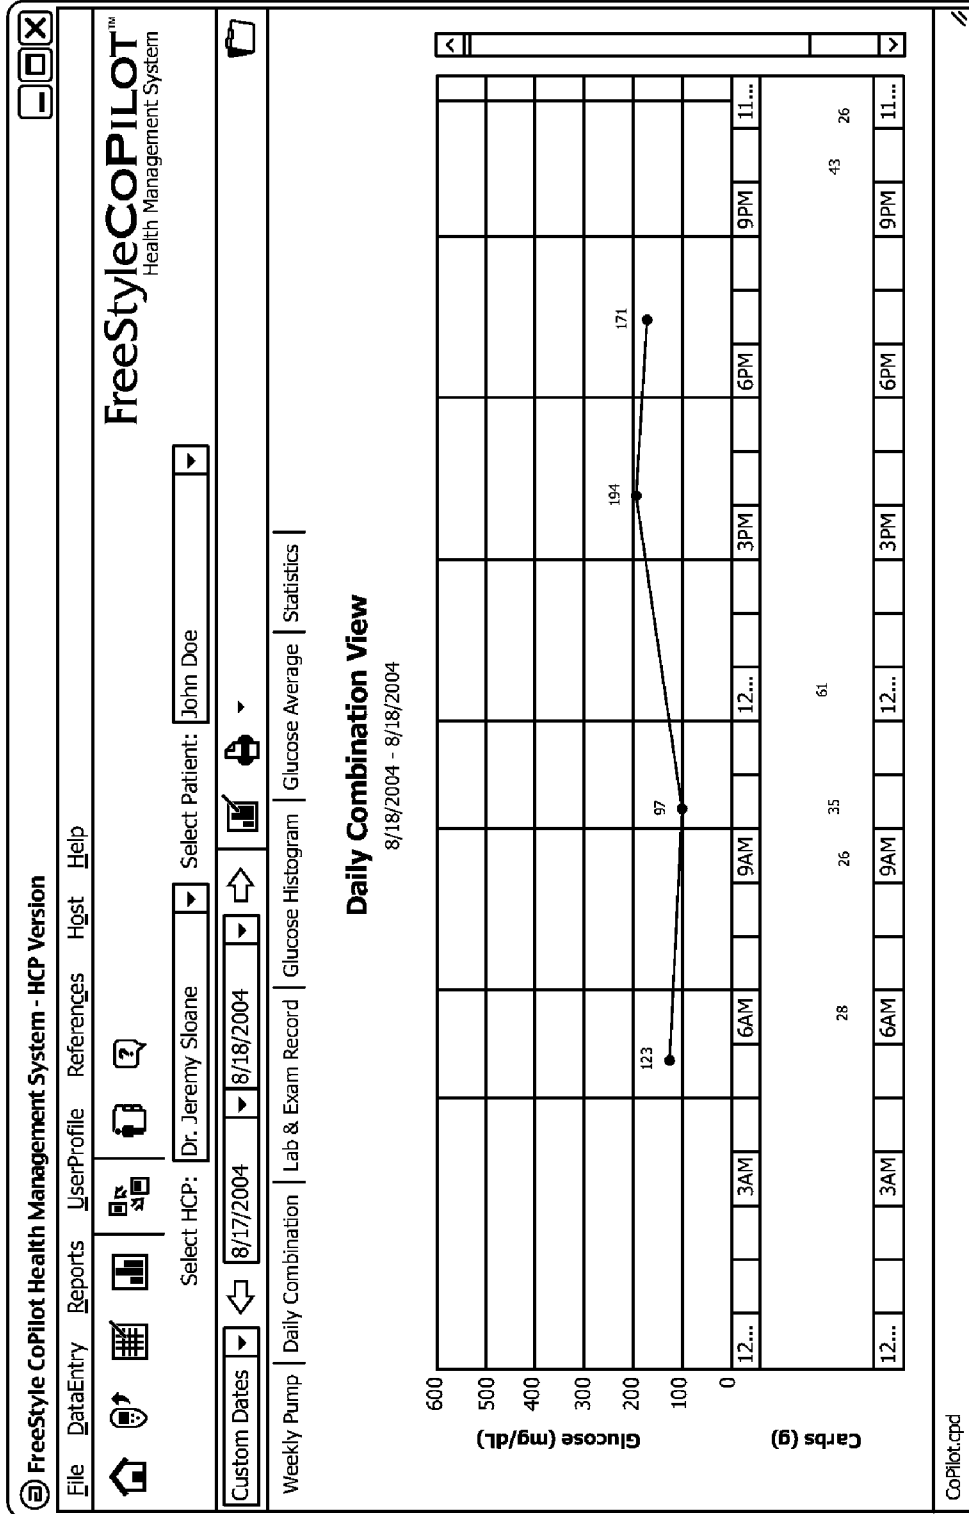 FreeStyle CoPilot Health Management System - HCP Version
File DataEntry Reports UserProfile References Host Help
FreeStyleCoPilot™
Health Management System
Select HCP: Dr. Jeremy Sloane Select Patient: John Doe
Custom Dates 8/17/2004 8/18/2004
Weekly Pump Daily Combination Lab & Exam Record Glucose Histogram Glucose Average Statistics
Daily Combination View
8/18/2004 - 8/18/2004
Glucose (mg/dL)
600
500
400
300
200
100
0
123 97 194 171
12... 3AM 6AM 9AM 12... 3PM 6PM 9PM 11...
Carbs (g)
28 26 35 61 43 26
12... 3AM 6AM 9AM 12... 3PM 6PM 9PM 11...
CoPilot.cpd